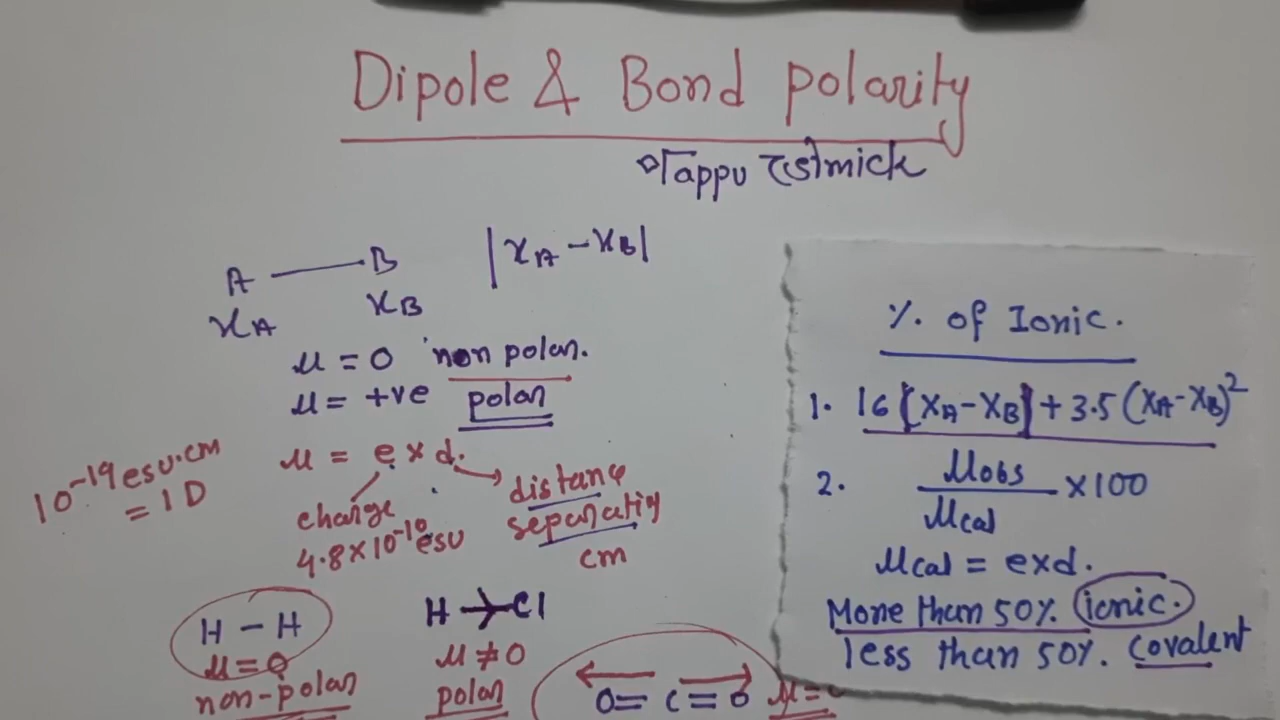 Dipole & Bond polarity
A — B |xA - xB|
xA xB
μ = 0 non polar.
μ = +ve polar
μ = e x d.
10⁻¹⁹ esu.cm
= 1D
charge
4.8x10⁻¹⁰ esu
distance
separation
cm
H - H
μ = 0
non-polar
H → Cl
μ ≠ 0
polar
O = C = O μ =
% of Ionic.
1. 16 [XA-XB] + 3.5 (XA-XB)²
2. μobs/μcal x100
μcal = exd.
More than 50%. ionic.
less than 50%. covalent